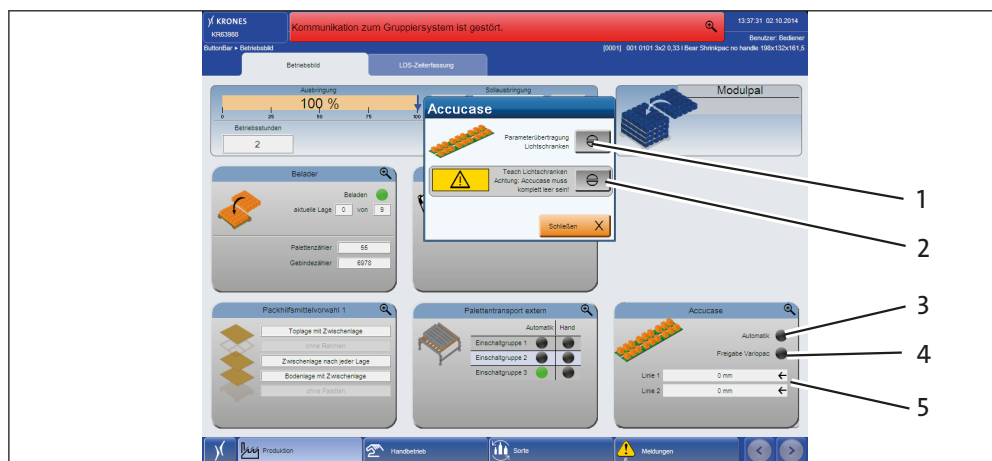 KRONES
KR63988
Kommunikation zum Gruppiersystem ist gestört.
13:37:31 02.10.2014
Benutzer: Bediener
ButtonBar ▸ Betriebsbild
[0001] 001 0101 3x2 0,33 l Bear Shrinkpac no handle 198x132x161,5
Betriebsbild
LDS-Zeiterfassung
Ausbringung
100 %
0 25 50 75 100
Betriebsstunden
2
Sollausbringung
Modulpal
Accucase
Parameterübertragung
Lichtschranken
Teach Lichtschranken
Achtung: Accucase muss
komplett leer sein!
Schließen X
1
2
Belader
Beladen
aktuelle Lage 0 von 9
Palettenzähler 55
Gebindezähler 6978
Packhilfsmittelvorwahl 1
Toplage mit Zwischenlage
ohne Rahmen
Zwischenlage nach jeder Lage
Bodenlage mit Zwischenlage
ohne Paletten
Palettentransport extern
Automatik Hand
Einschaltgruppe 1
Einschaltgruppe 2
Einschaltgruppe 3
Accucase
Automatik
Freigabe Variopac
Linie 1 0 mm
Linie 2 0 mm
3
4
5
Produktion
Handbetrieb
Sorte
Meldungen